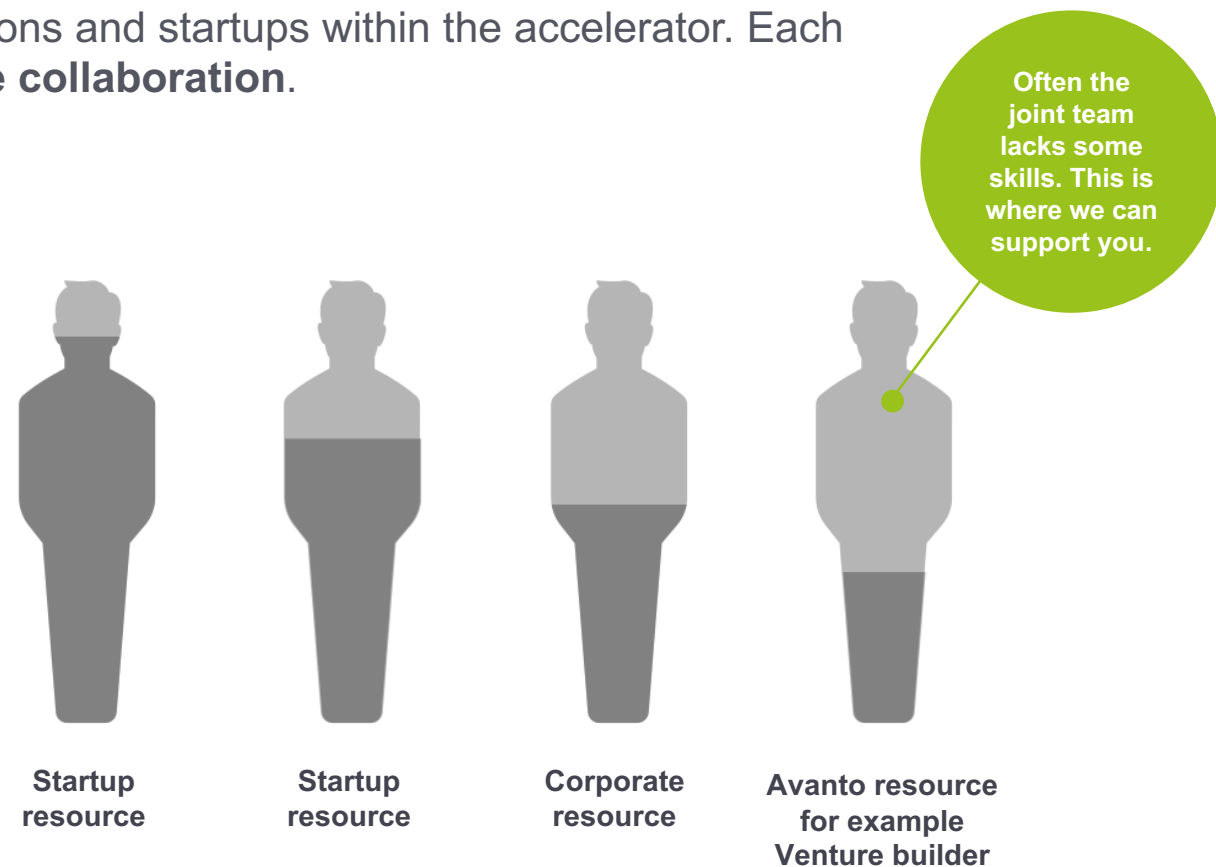 ons and startups within the accelerator. Each
e collaboration.
Often the
joint team
lacks some
skills. This is
where we can
support you.
Startup
resource
Startup
resource
Corporate
resource
Avanto resource
for example
Venture builder